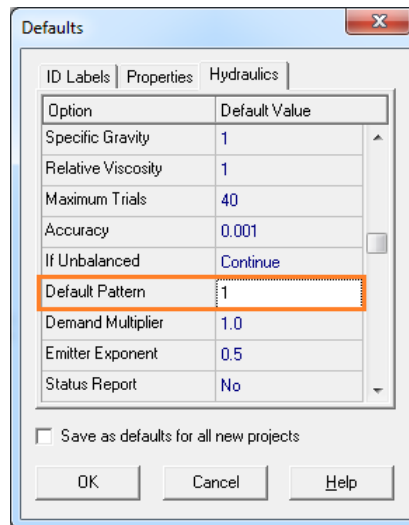 Defaults
ID Labels Properties Hydraulics
Option Default Value
Specific Gravity 1
Relative Viscosity 1
Maximum Trials 40
Accuracy 0.001
If Unbalanced Continue
Default Pattern 1
Demand Multiplier 1.0
Emitter Exponent 0.5
Status Report No
Save as defaults for all new projects
OK Cancel Help